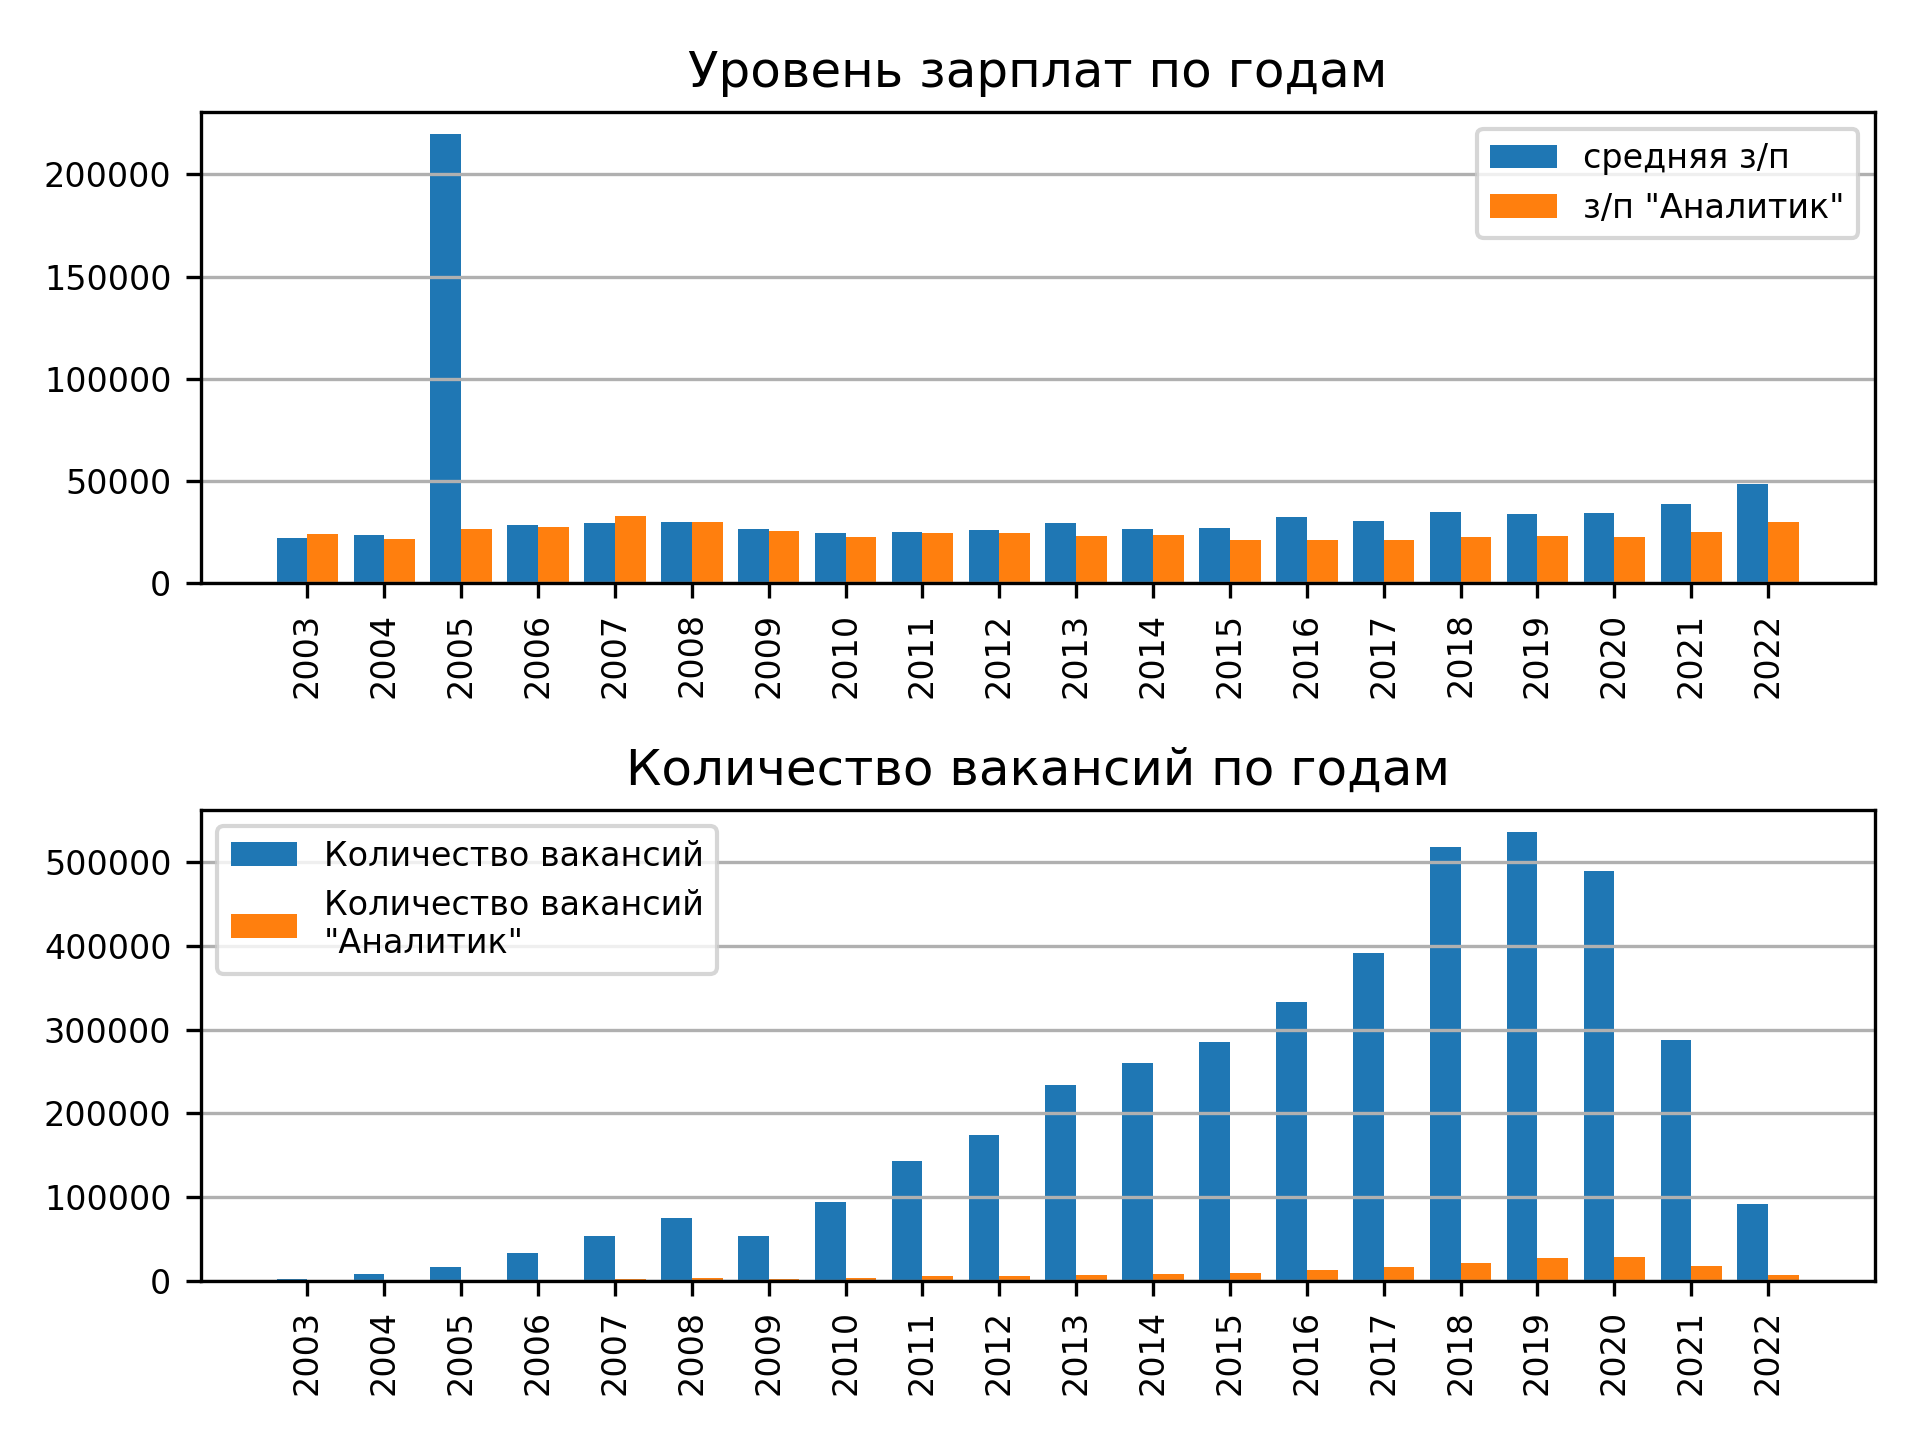 Уровень зарплат по годам
200000
150000
100000
50000
0
средняя з/п
з/п "Аналитик"
2003 2004 2005 2006 2007 2008 2009 2010 2011 2012 2013 2014 2015 2016 2017 2018 2019 2020 2021 2022
Количество вакансий по годам
500000
400000
300000
200000
100000
0
Количество вакансий
Количество вакансий
"Аналитик"
2003 2004 2005 2006 2007 2008 2009 2010 2011 2012 2013 2014 2015 2016 2017 2018 2019 2020 2021 2022